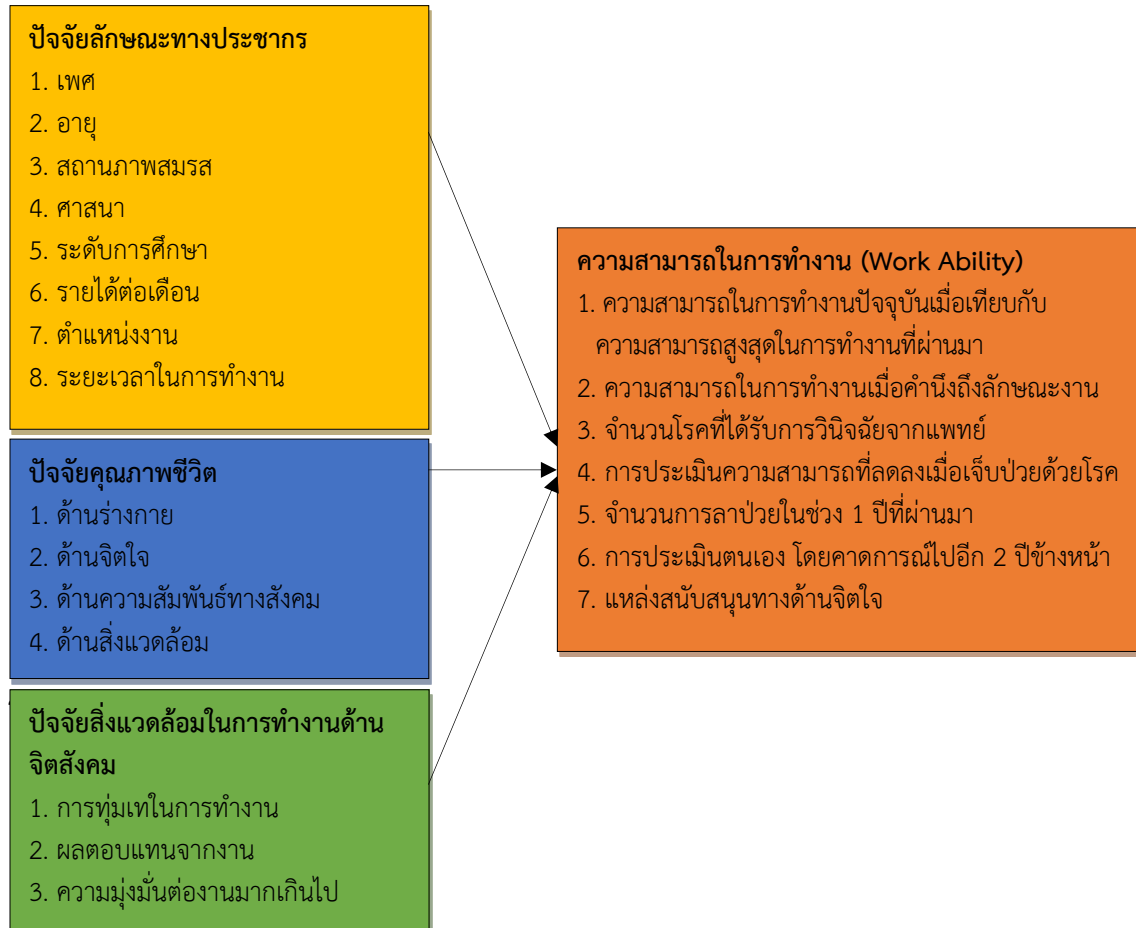 ปัจจัยลักษณะทางประชากร
1. เพศ
2. อายุ
3. สถานภาพสมรส
4. ศาสนา
5. ระดับการศึกษา
6. รายได้ต่อเดือน
7. ตำแหน่งงาน
8. ระยะเวลาในการทำงาน
ปัจจัยคุณภาพชีวิต
1. ด้านร่างกาย
2. ด้านจิตใจ
3. ด้านความสัมพันธ์ทางสังคม
4. ด้านสิ่งแวดล้อม
ปัจจัยสิ่งแวดล้อมในการทำงานด้าน
จิตสังคม
1. การทุ่มเทในการทำงาน
2. ผลตอบแทนจากงาน
3. ความมุ่งมั่นต่องานมากเกินไป
ความสามารถในการทำงาน (Work Ability)
1. ความสามารถในการทำงานปัจจุบันเมื่อเทียบกับ
ความสามารถสูงสุดในการทำงานที่ผ่านมา
2. ความสามารถในการทำงานเมื่อคำนึงถึงลักษณะงาน
3. จำนวนโรคที่ได้รับการวินิจฉัยจากแพทย์
4. การประเมินความสามารถที่ลดลงเมื่อเจ็บป่วยด้วยโรค
5. จำนวนการลาป่วยในช่วง 1 ปีที่ผ่านมา
6. การประเมินตนเอง โดยคาดการณ์ไปอีก 2 ปีข้างหน้า
7. แหล่งสนับสนุนทางด้านจิตใจ